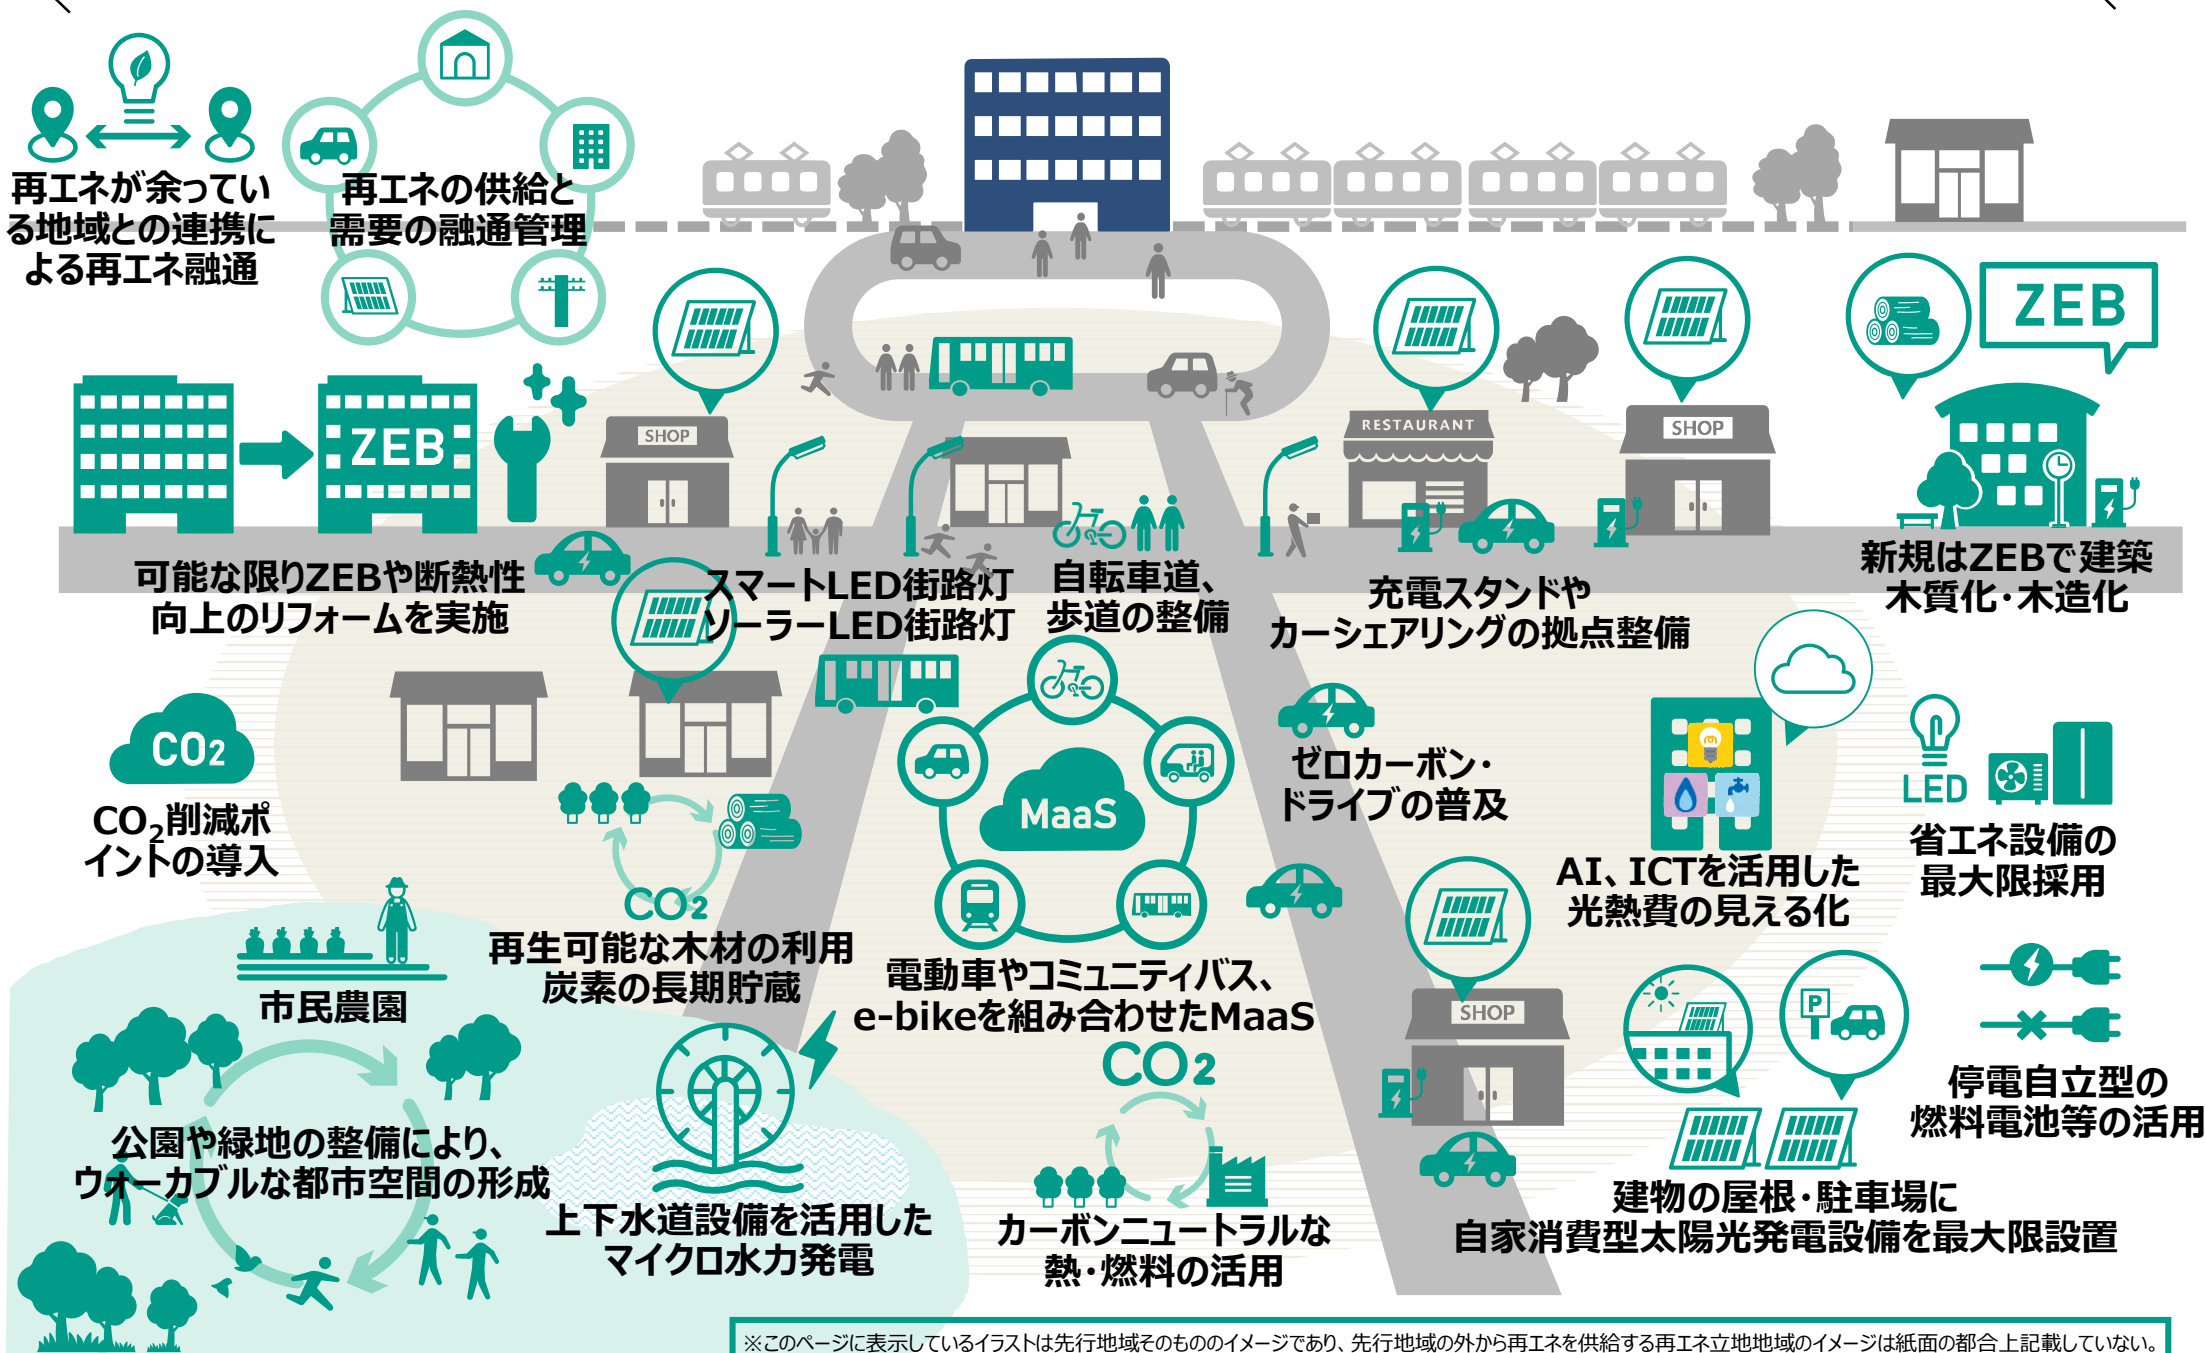 再エネが余ってい
る地域との連携に
よる再エネ融通
再エネの供給と
需要の融通管理
ZEB
ZEB
SHOP
RESTAURANT
SHOP
可能な限りZEBや断熱性
向上のリフォームを実施
スマートLED街路灯
ソーラーLED街路灯
自転車道、
歩道の整備
充電スタンドや
カーシェアリングの拠点整備
新規はZEBで建築
木質化・木造化
CO2
CO₂削減ポ
イントの導入
MaaS
ゼロカーボン・
ドライブの普及
LED
省エネ設備の
最大限採用
AI、ICTを活用した
光熱費の見える化
CO2
再生可能な木材の利用
炭素の長期貯蔵
電動車やコミュニティバス、
e-bikeを組み合わせたMaaS
市民農園
SHOP
P
停電自立型の
燃料電池等の活用
CO2
公園や緑地の整備により、
ウォーカブルな都市空間の形成
上下水道設備を活用した
マイクロ水力発電
カーボンニュートラルな
熱・燃料の活用
建物の屋根・駐車場に
自家消費型太陽光発電設備を最大限設置
※このページに表示しているイラストは先行地域そのもののイメージであり、先行地域の外から再エネを供給する再エネ立地地域のイメージは紙面の都合上記載していない。